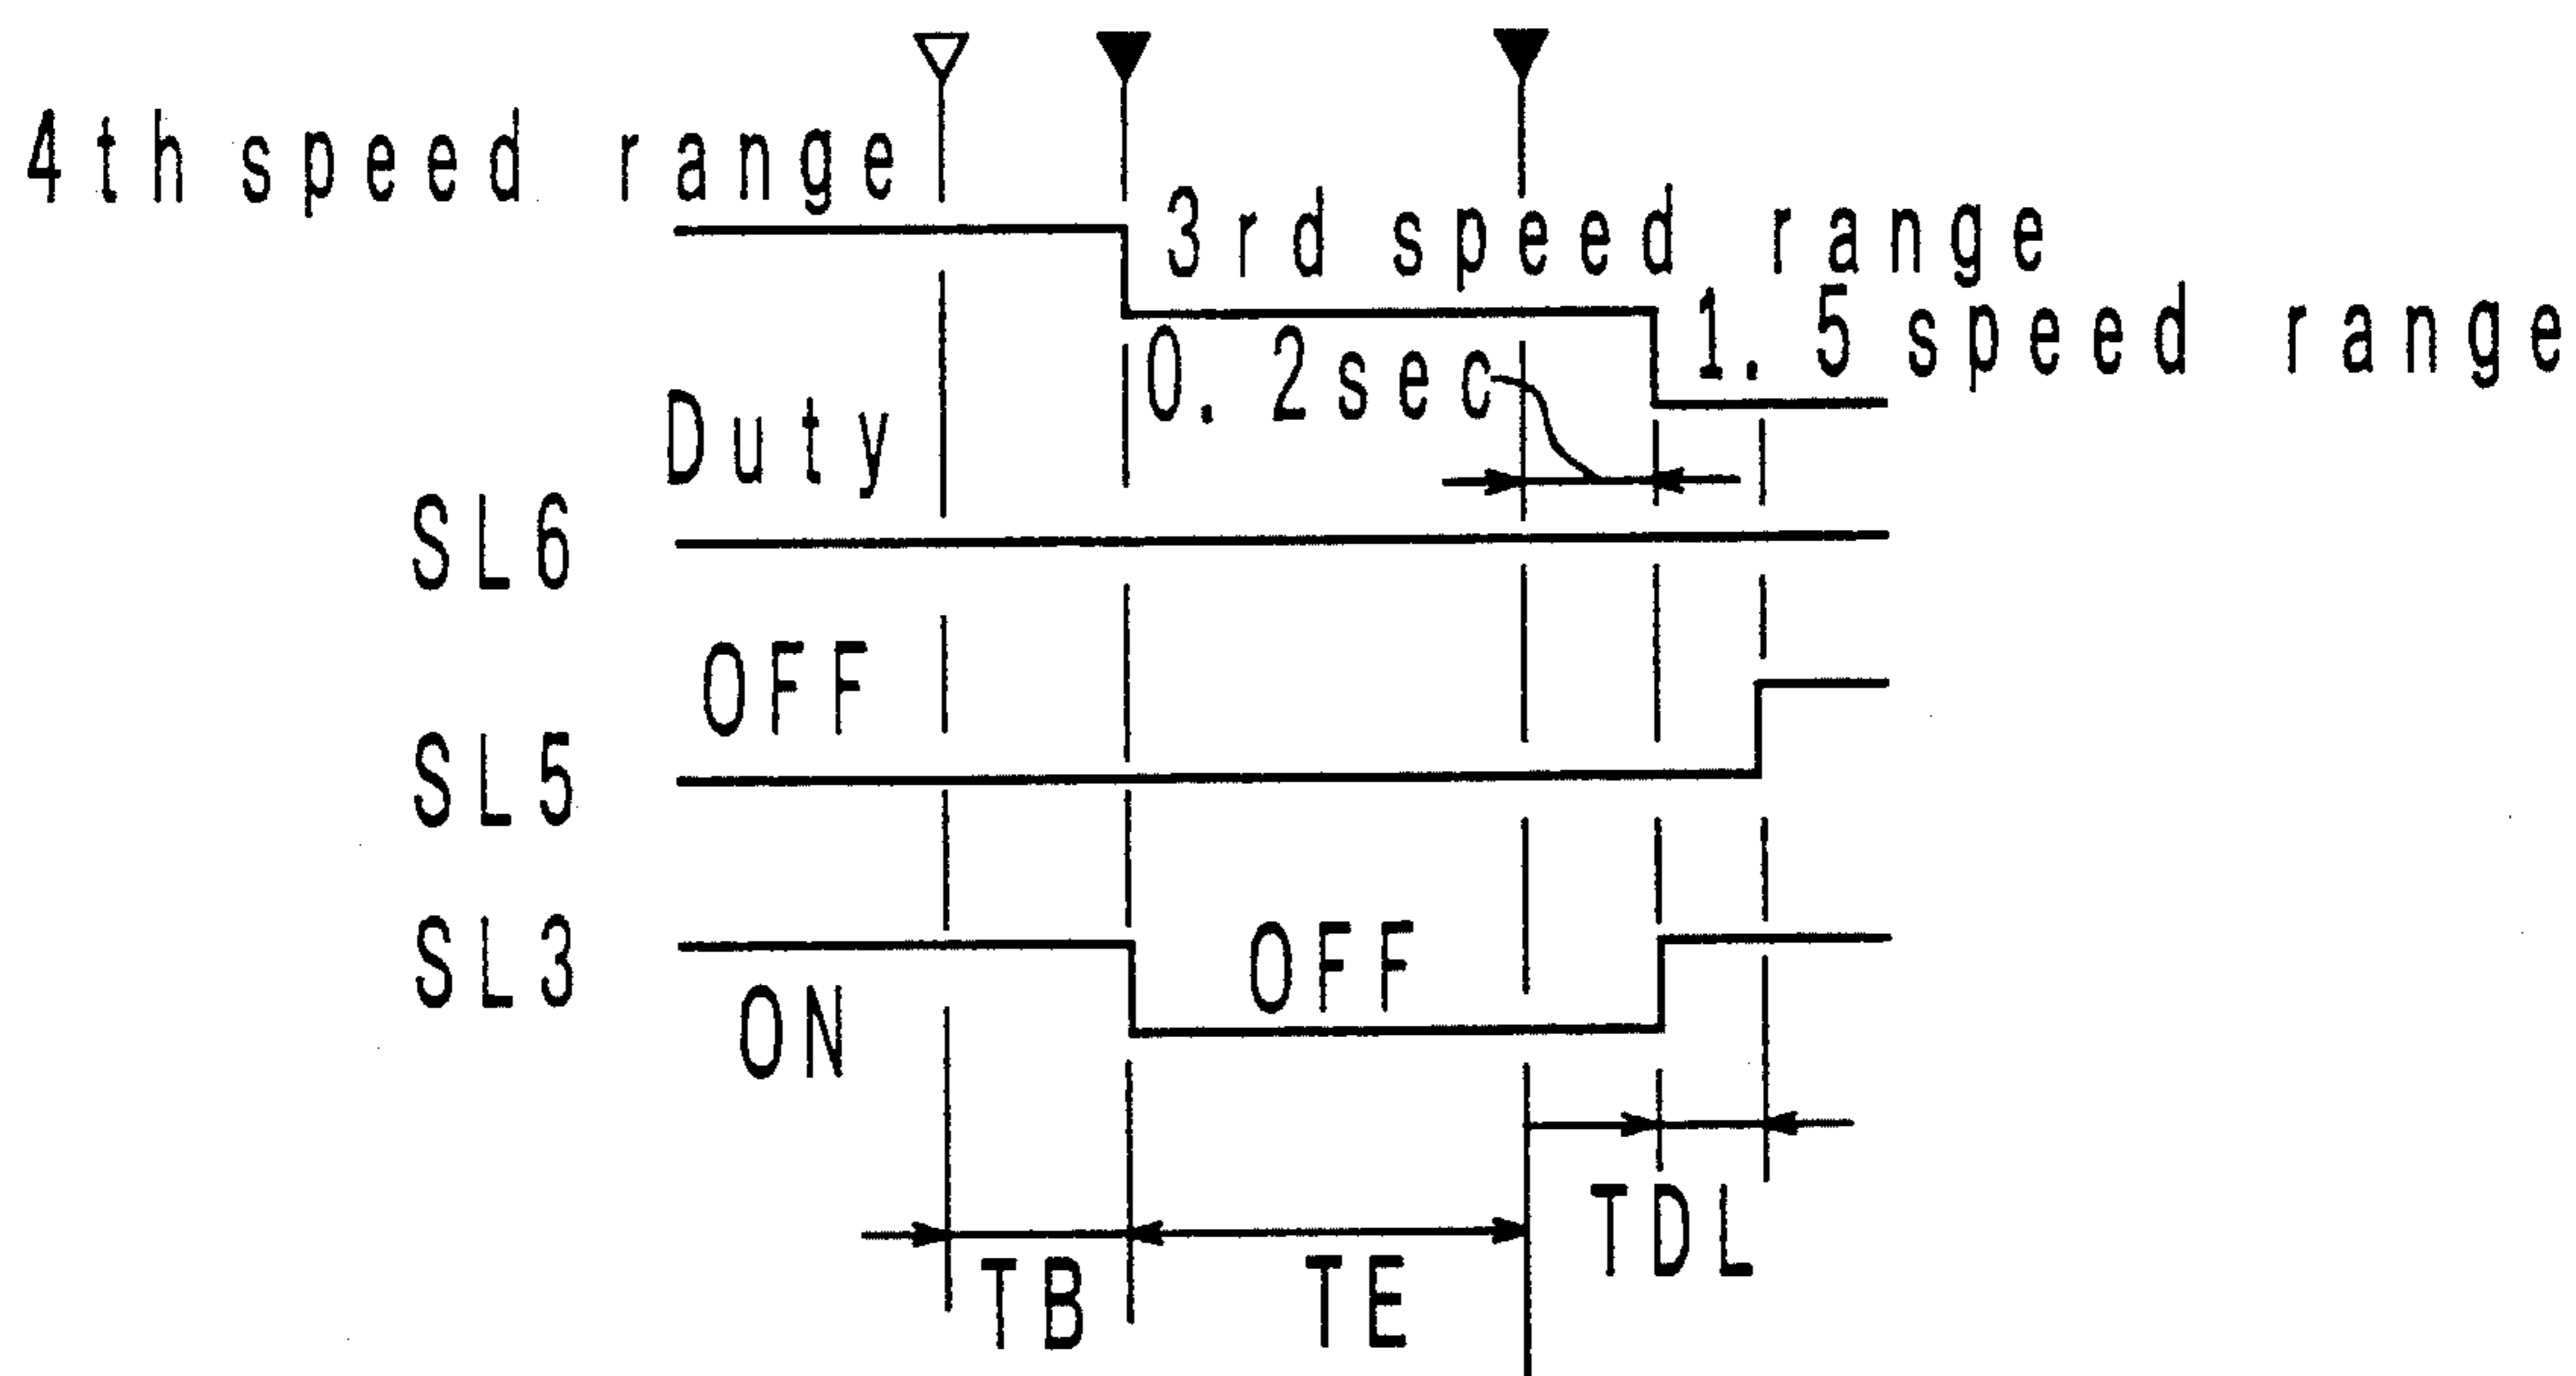 4th speed range
3rd speed range
1.5 speed range
0.2sec
Duty
SL6
OFF
SL5
SL3
OFF
ON
TDL
TB
TE